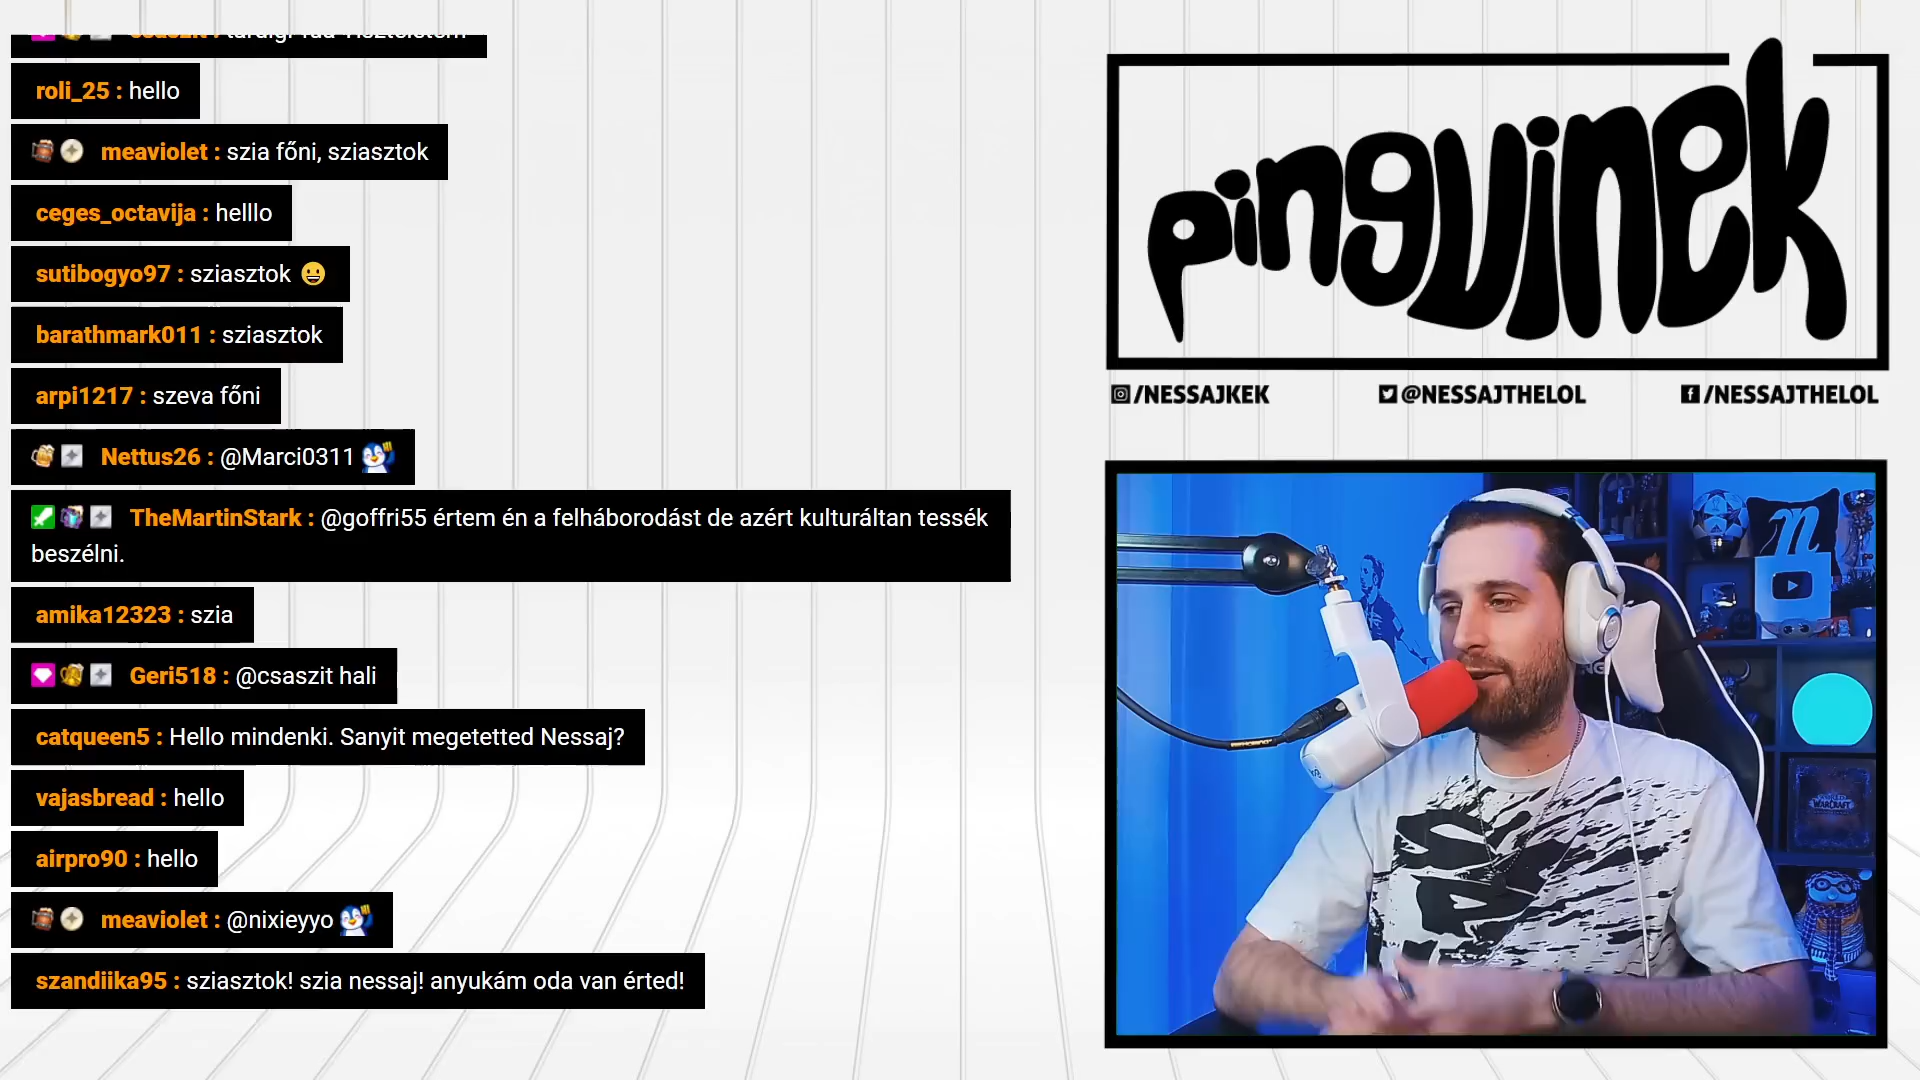 roli_25 : hello
meaviolet : szia főni, sziasztok
ceges_octavija : helllo
sutibogyo97 : sziasztok 😀
barathmark011 : sziasztok
arpi1217 : szeva főni
Nettus26 : @Marci0311
TheMartinStark : @goffri55 értem én a felháborodást de azért kulturáltan tessék
beszélni.
amika12323 : szia
Geri518 : @csaszit hali
catqueen5 : Hello mindenki. Sanyit megetetted Nessaj?
vajasbread : hello
airpro90 : hello
meaviolet : @nixieyyo
szandiika95 : sziasztok! szia nessaj! anyukám oda van érted!
pingvinek
/NESSAJKEK
@NESSAJTHELOL
/NESSAJTHELOL
WARCRAFT